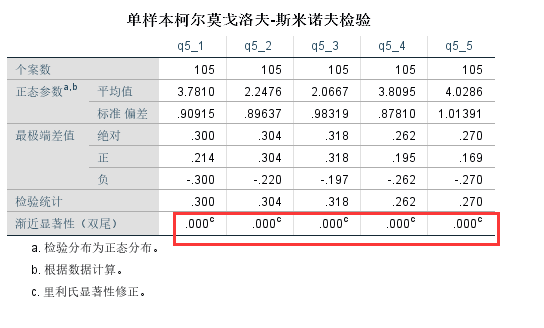 单样本柯尔莫戈洛夫-斯米诺夫检验
q5_1 q5_2 q5_3 q5_4 q5_5
个案数 105 105 105 105 105
正态参数a,b 平均值 3.7810 2.2476 2.0667 3.8095 4.0286
标准 偏差 .90915 .89637 .98319 .87810 1.01391
最极端差值 绝对 .300 .304 .318 .262 .270
正 .214 .304 .318 .195 .169
负 -.300 -.220 -.197 -.262 -.270
检验统计 .300 .304 .318 .262 .270
渐近显著性（双尾） .000c .000c .000c .000c .000c
a. 检验分布为正态分布。
b. 根据数据计算。
c. 里利氏显著性修正。